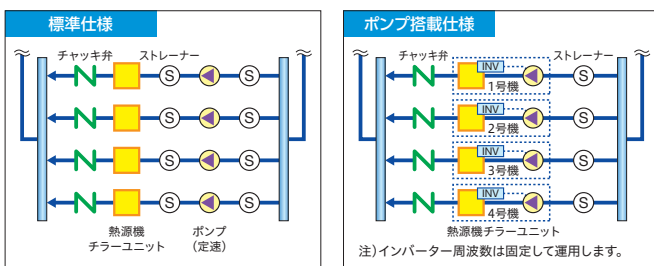 標準仕様
チャッキ弁 ストレーナー
S S
S S
S S
S S
熱源機
チラーユニット
ポンプ
(定速)
ポンプ搭載仕様
チャッキ弁 ストレーナー
INV
1号機
S
INV
2号機
S
INV
3号機
S
INV
4号機
S
熱源機チラーユニット
注)インバーター周波数は固定して運用します。